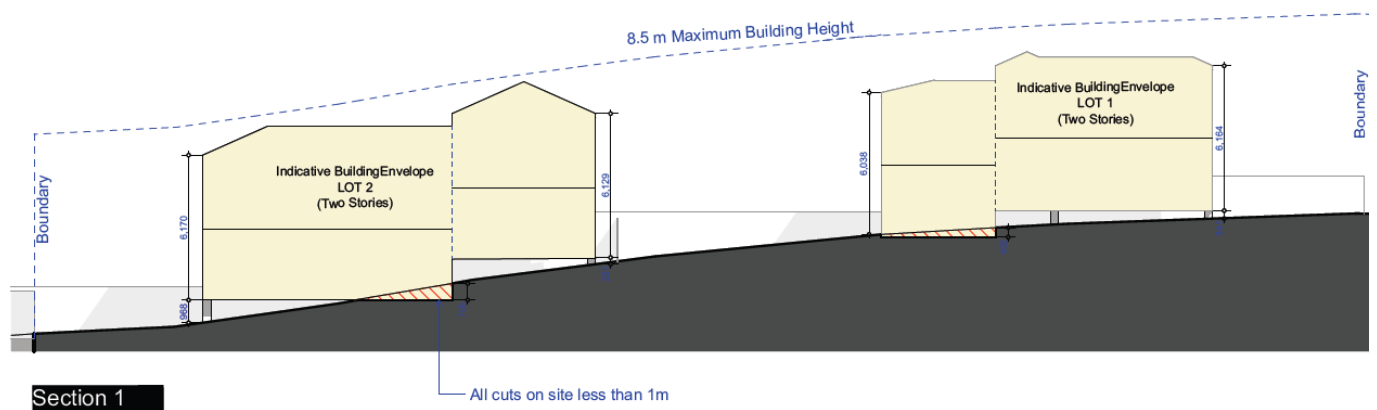 8.5 m Maximum Building Height
Indicative BuildingEnvelope
LOT 1
(Two Stories)
Boundary
6,164
6,038
Indicative BuildingEnvelope
LOT 2
(Two Stories)
6,129
6,170
Boundary
968
All cuts on site less than 1m
Section 1